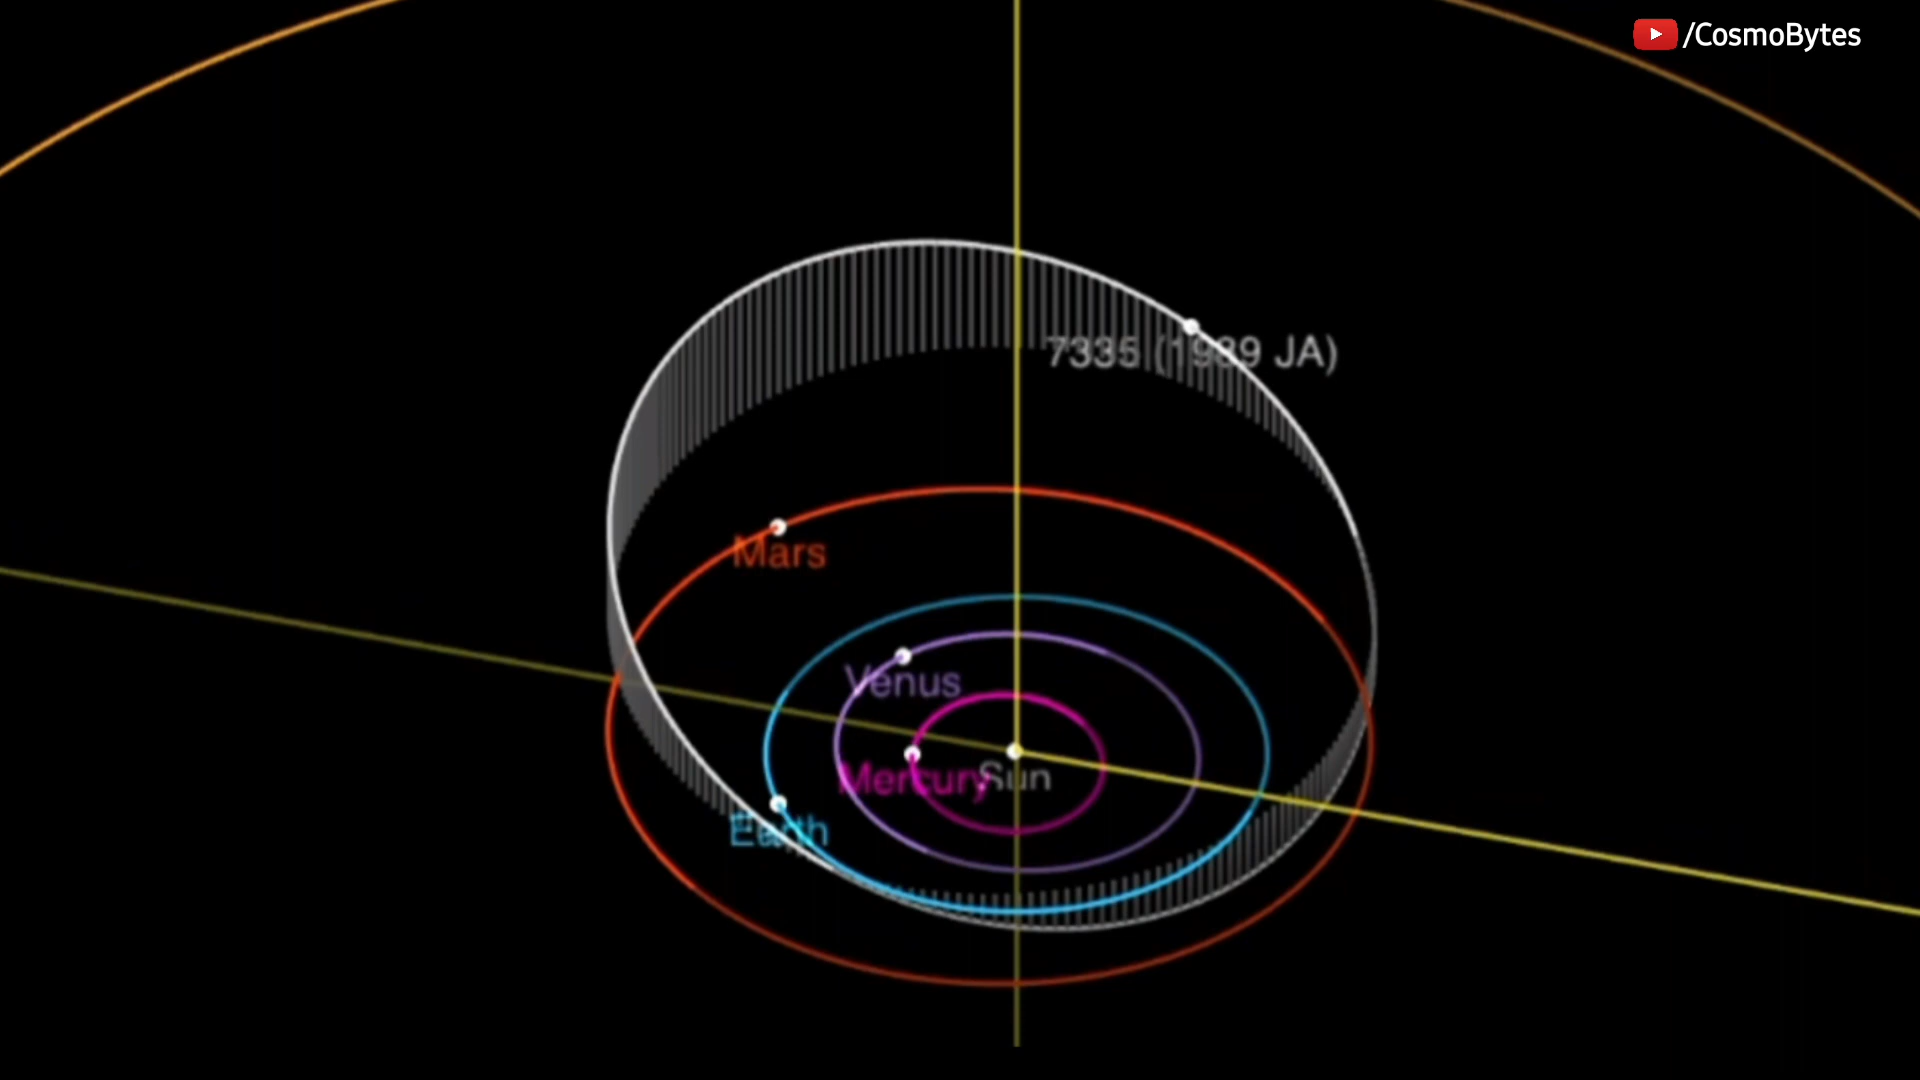 /CosmoBytes
7335 (1989 JA)
Mars
Venus
Mercury
Sun
Earth